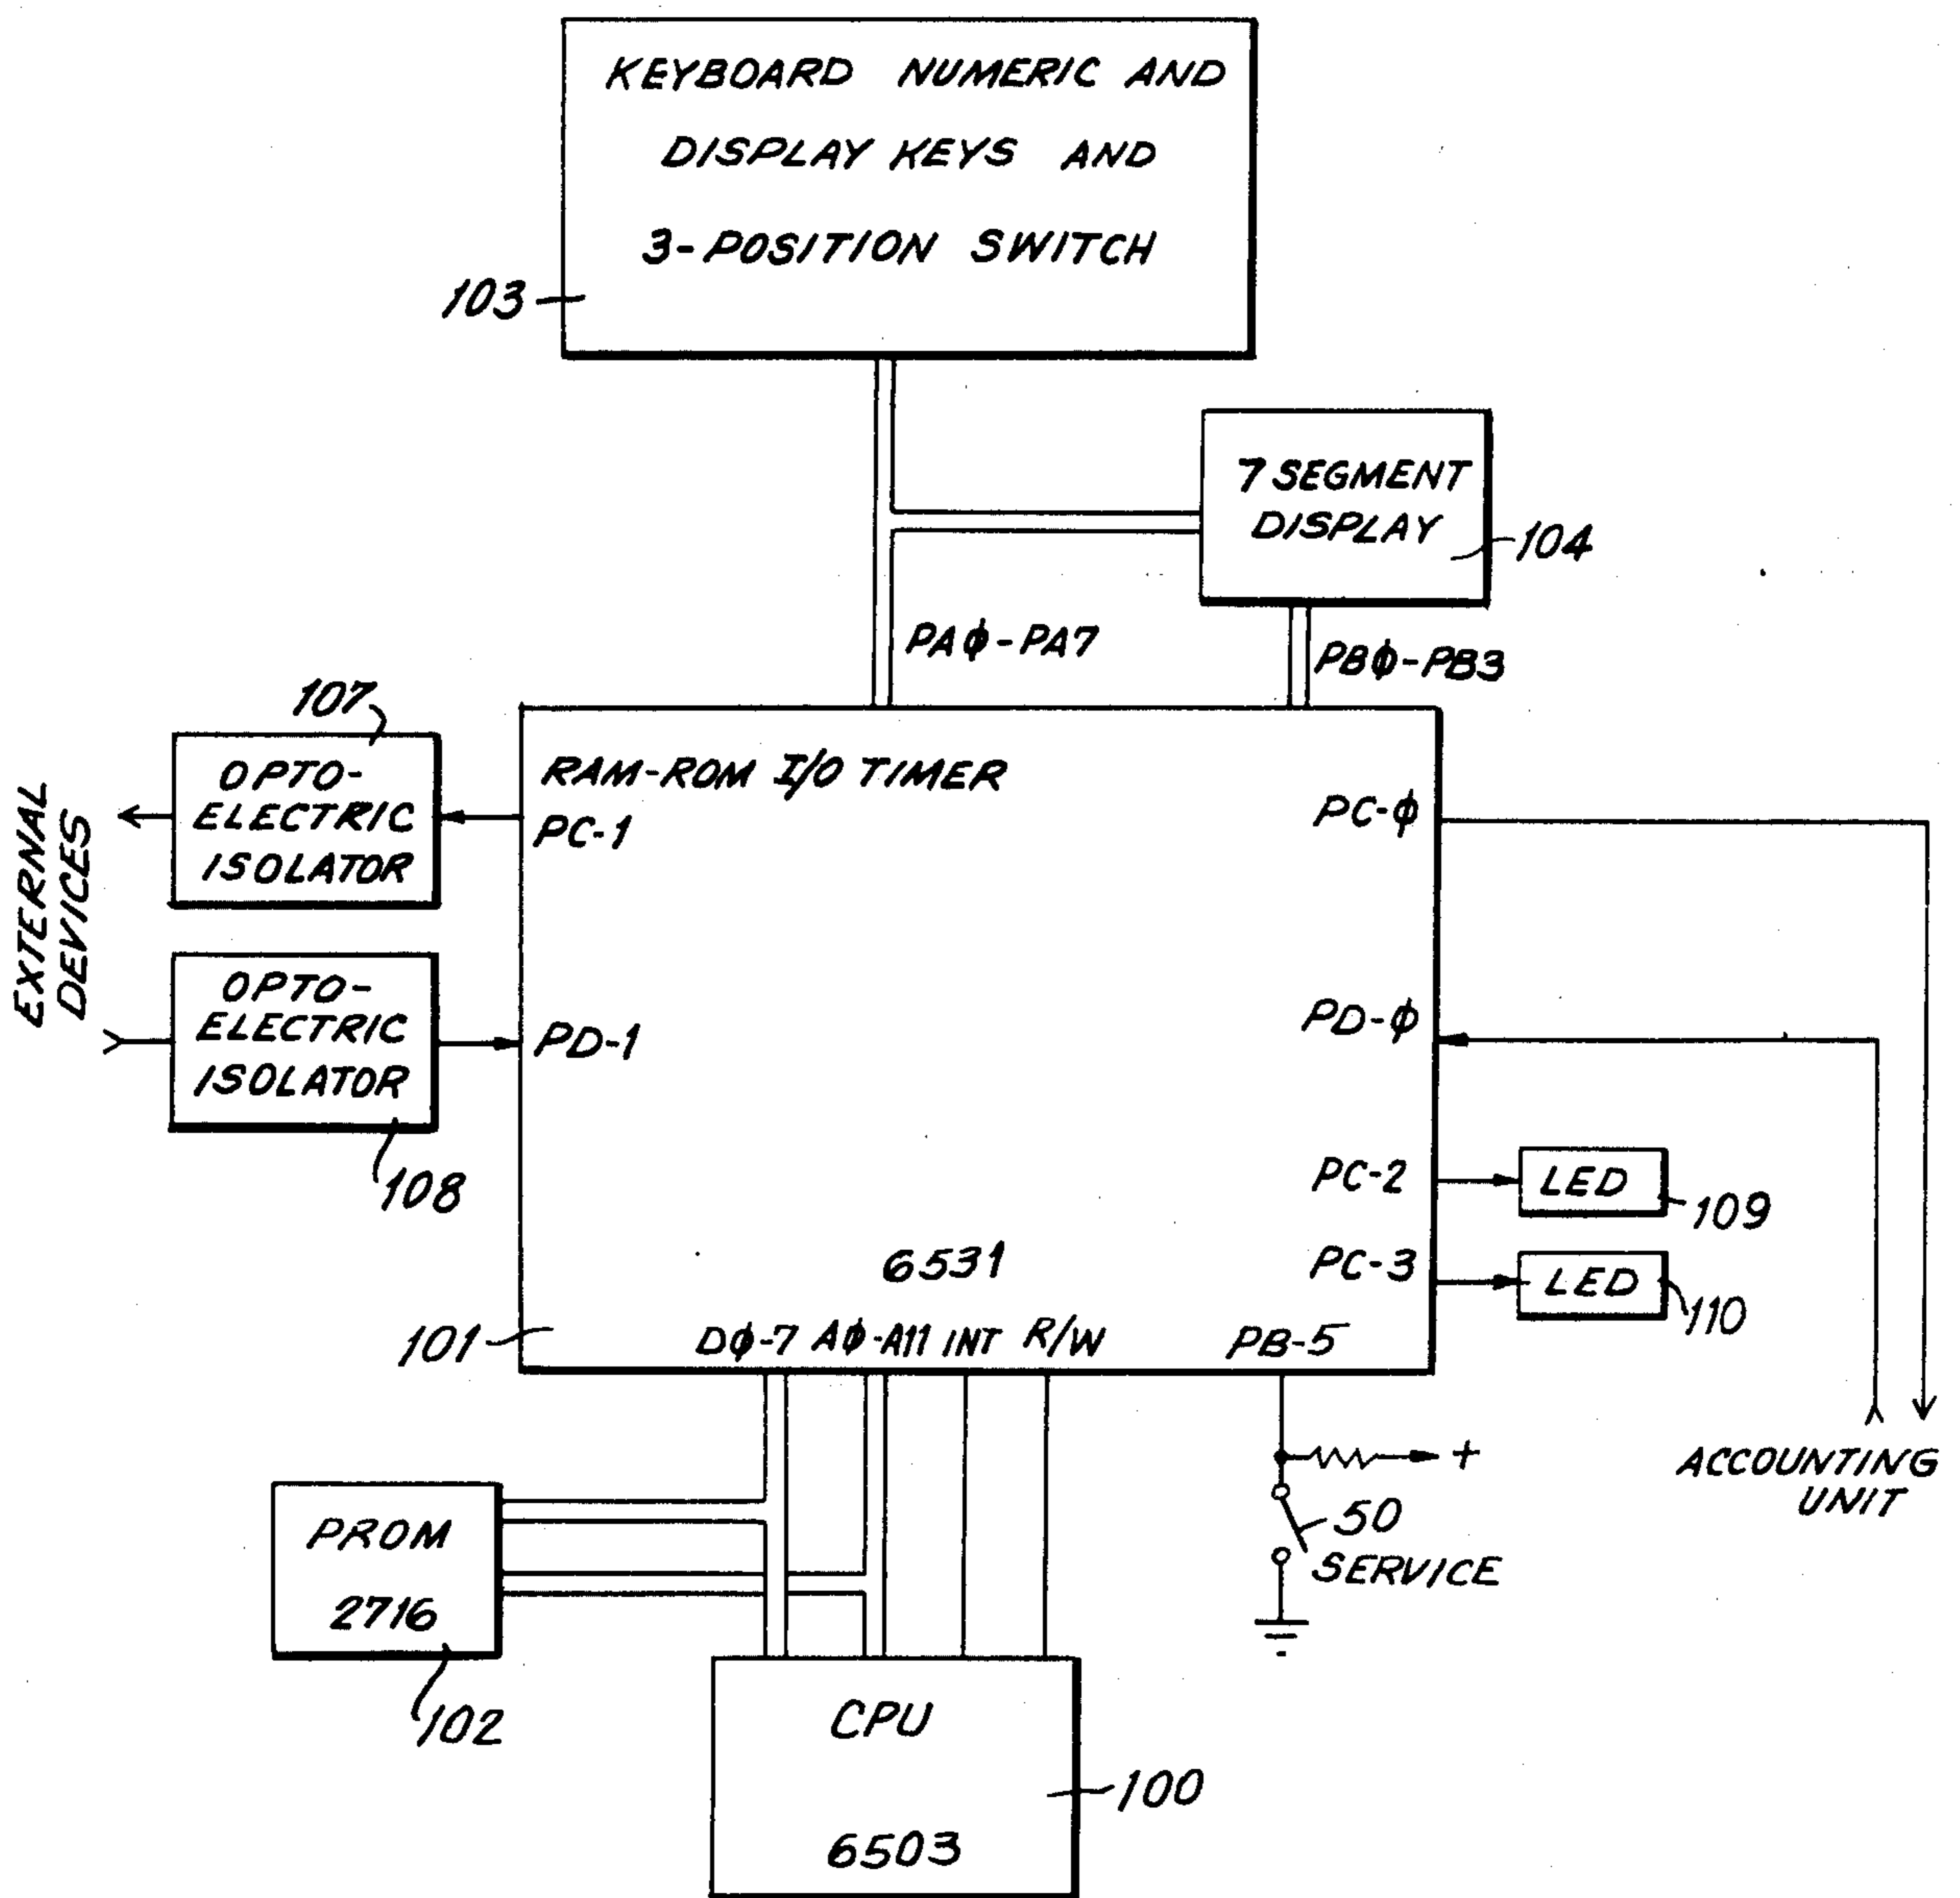 KEYBOARD NUMERIC AND
DISPLAY KEYS AND
3-POSITION SWITCH
103
7 SEGMENT
DISPLAY
104
PAϕ-PA7
PBϕ-PB3
107
OPTO-
ELECTRIC
ISOLATOR
EXTERNAL
DEVICES
OPTO-
ELECTRIC
ISOLATOR
108
RAM-ROM I/O TIMER
PC-1
PC-ϕ
PD-1
PD-ϕ
PC-2
LED
109
PC-3
LED
110
6531
101
Dϕ-7 Aϕ-A11 INT R/W
PB-5
+
50
SERVICE
ACCOUNTING
UNIT
PROM
2716
102
CPU
6503
100